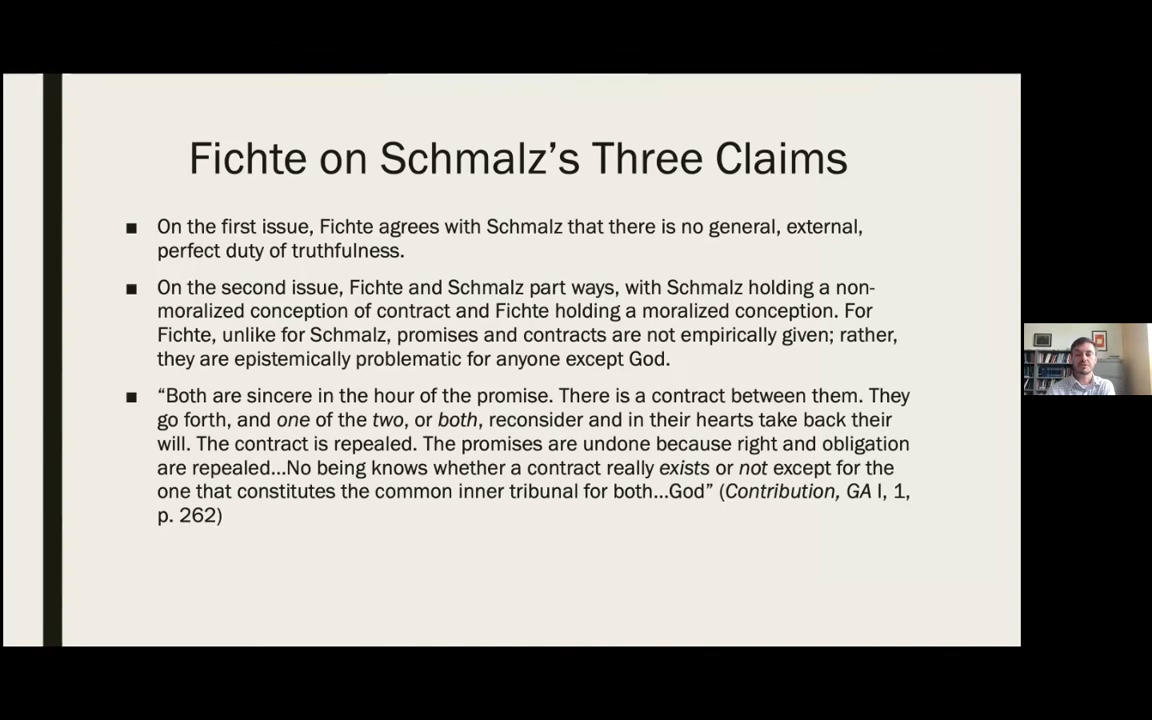 Fichte on Schmalz’s Three Claims
■ On the first issue, Fichte agrees with Schmalz that there is no general, external,
perfect duty of truthfulness.
■ On the second issue, Fichte and Schmalz part ways, with Schmalz holding a non-
moralized conception of contract and Fichte holding a moralized conception. For
Fichte, unlike for Schmalz, promises and contracts are not empirically given; rather,
they are epistemically problematic for anyone except God.
■ “Both are sincere in the hour of the promise. There is a contract between them. They
go forth, and one of the two, or both, reconsider and in their hearts take back their
will. The contract is repealed. The promises are undone because right and obligation
are repealed...No being knows whether a contract really exists or not except for the
one that constitutes the common inner tribunal for both...God” (Contribution, GA I, 1,
p. 262)